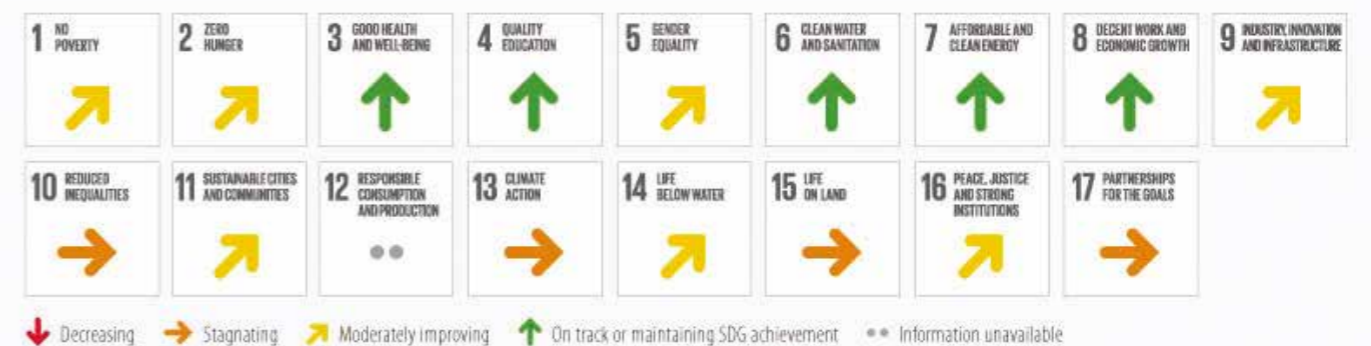 1 NO
POVERTY
2 ZERO
HUNGER
3 GOOD HEALTH
AND WELL-BEING
4 QUALITY
EDUCATION
5 GENDER
EQUALITY
6 CLEAN WATER
AND SANITATION
7 AFFORDABLE AND
CLEAN ENERGY
8 DECENT WORK AND
ECONOMIC GROWTH
9 INDUSTRY, INNOVATION
AND INFRASTRUCTURE
10 REDUCED
INEQUALITIES
11 SUSTAINABLE CITIES
AND COMMUNITIES
12 RESPONSIBLE
CONSUMPTION
AND PRODUCTION
13 CLIMATE
ACTION
14 LIFE
BELOW WATER
15 LIFE
ON LAND
16 PEACE, JUSTICE
AND STRONG
INSTITUTIONS
17 PARTNERSHIPS
FOR THE GOALS
Decreasing Stagnating Moderately improving On track or maintaining SDG achievement Information unavailable